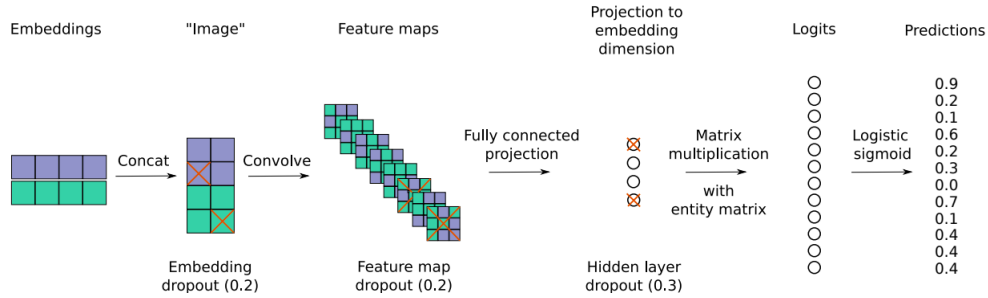 Embeddings
"Image"
Feature maps
Projection to
embedding
dimension
Logits
Predictions
Concat
Convolve
Fully connected
projection
Matrix
multiplication
with
entity matrix
Logistic
sigmoid
0.9
0.2
0.1
0.6
0.2
0.3
0.0
0.7
0.1
0.4
0.4
0.4
Embedding
dropout (0.2)
Feature map
dropout (0.2)
Hidden layer
dropout (0.3)